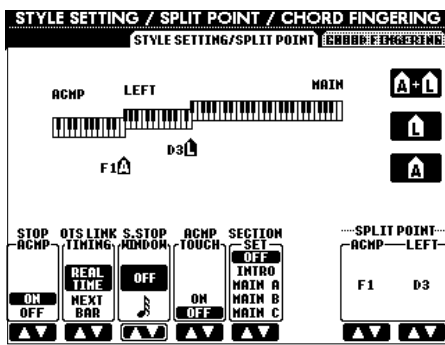 STYLE SETTING / SPLIT POINT / CHORD FINGERING
STYLE SETTING/SPLIT POINT CHORD FINGERING
ACMP LEFT MAIN
A+L
L
A
D3 L
F1 A
STOP ACMP
ON
OFF
OTS LINK TIMING
REAL TIME
NEXT BAR
S.STOP WINDOW
OFF
ACMP TOUCH
ON
OFF
SECTION SET
OFF
INTRO
MAIN A
MAIN B
MAIN C
SPLIT POINT
ACMP LEFT
F1 D3